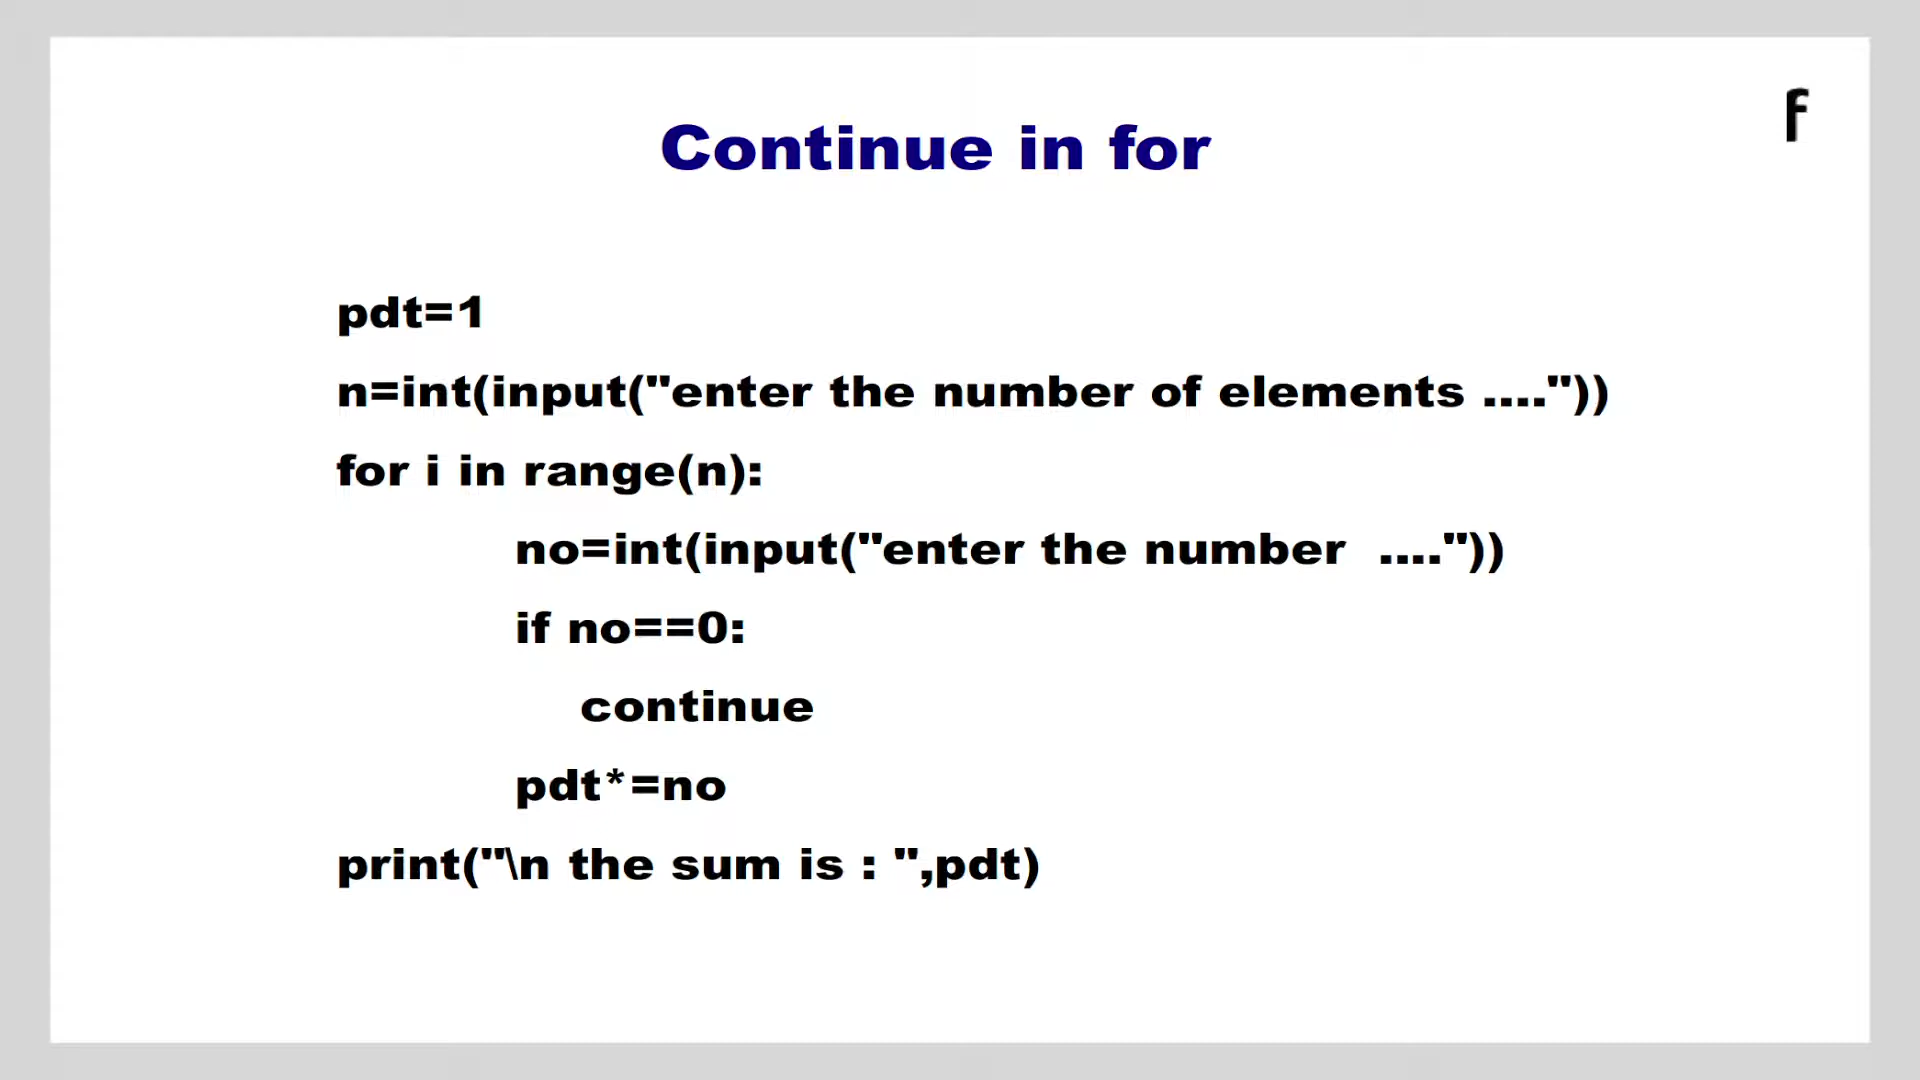 f
Continue in for
pdt=1
n=int(input("enter the number of elements ...."))
for i in range(n):
no=int(input("enter the number  ...."))
if no==0:
continue
pdt*=no
print("\n the sum is : ",pdt)